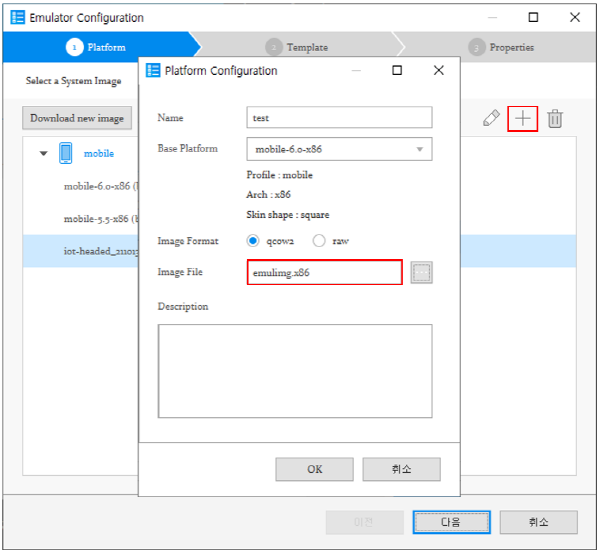 Emulator Configuration
1 Platform
2 Template
3 Properties
Select a System Image
Download new image
mobile
mobile-6.0-x86
mobile-5.5-x86
iot-headed_21101
Platform Configuration
Name
test
Base Platform
mobile-6.0-x86
Profile : mobile
Arch : x86
Skin shape : square
Image Format
qcow2
raw
Image File
emulimg.x86
...
Description
OK
취소
이전
다음
취소